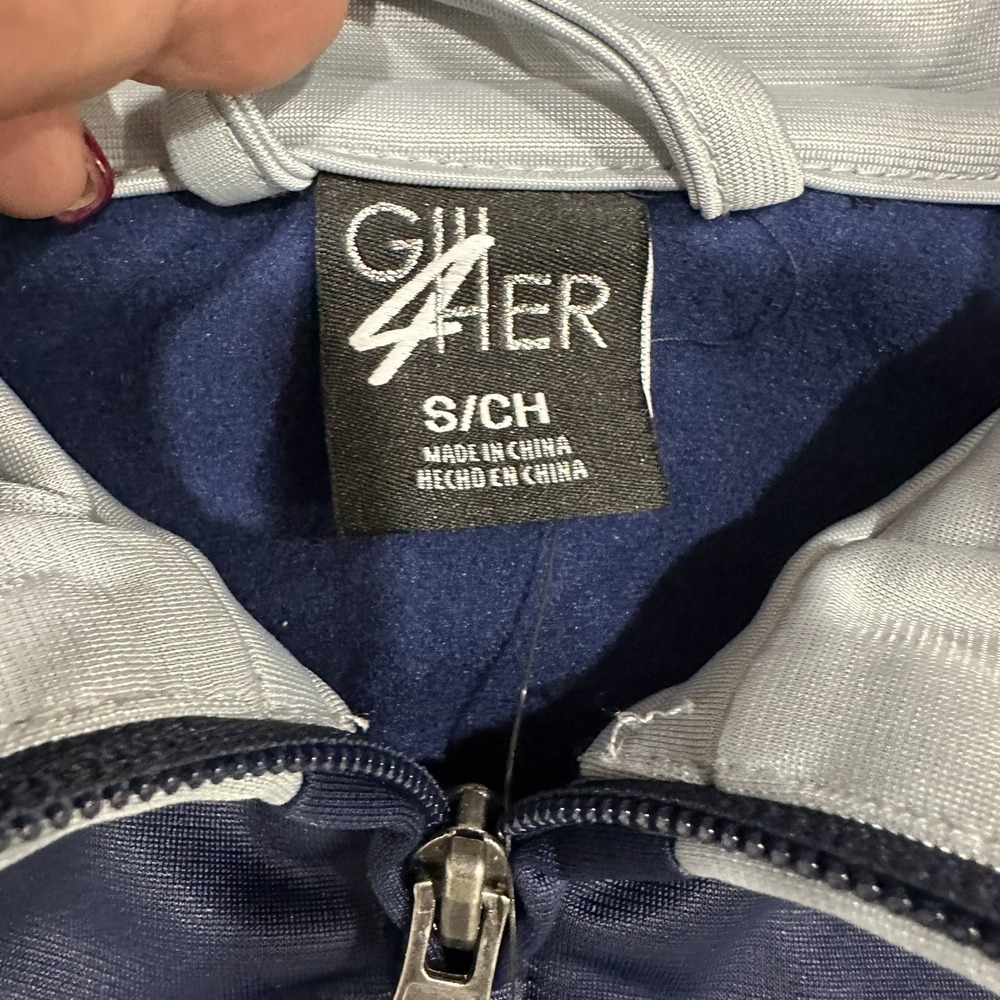 GIII
4HER
S/CH
MADE IN CHINA
HECHO EN CHINA